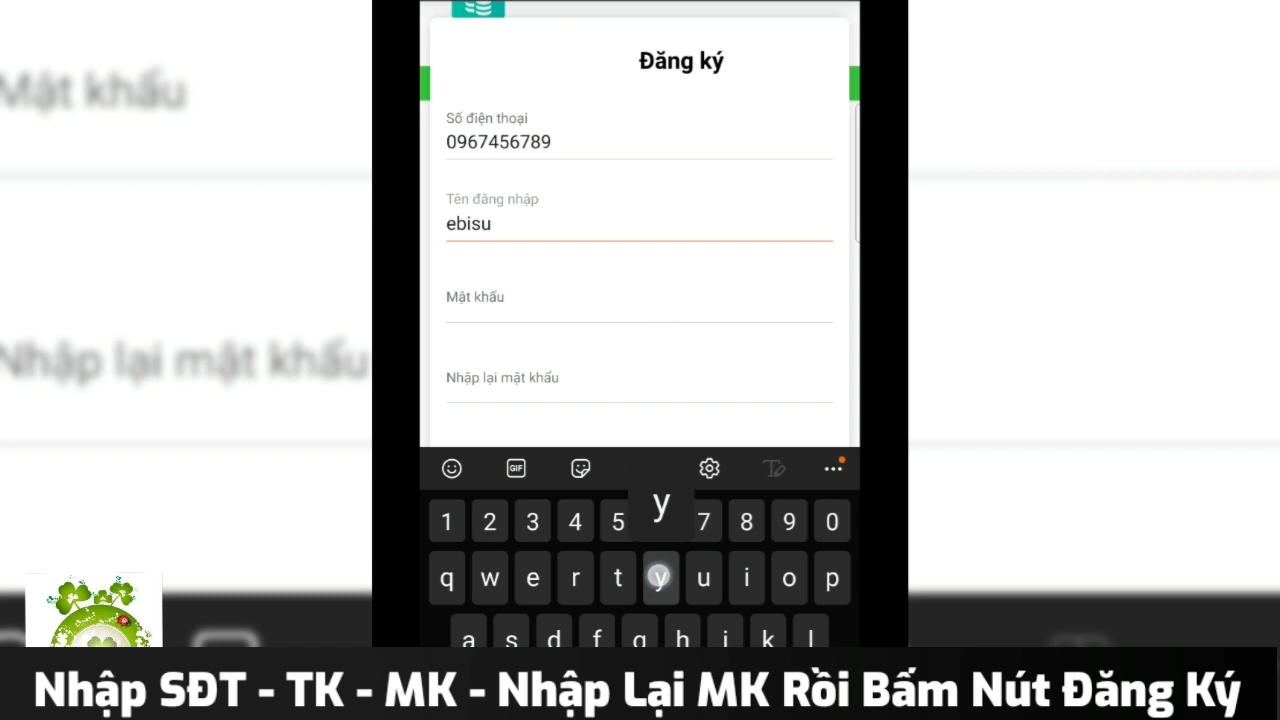 Mật khẩu
Nhập lại mật khẩu
Đăng ký
Số điện thoại
0967456789
Tên đăng nhập
ebisu
Mật khẩu
Nhập lại mật khẩu
GIF
y
1 2 3 4 5 7 8 9 0
q w e r t y u i o p
a s d f g h j k l
Nhập SĐT - TK - MK - Nhập Lại MK Rồi Bấm Nút Đăng Ký